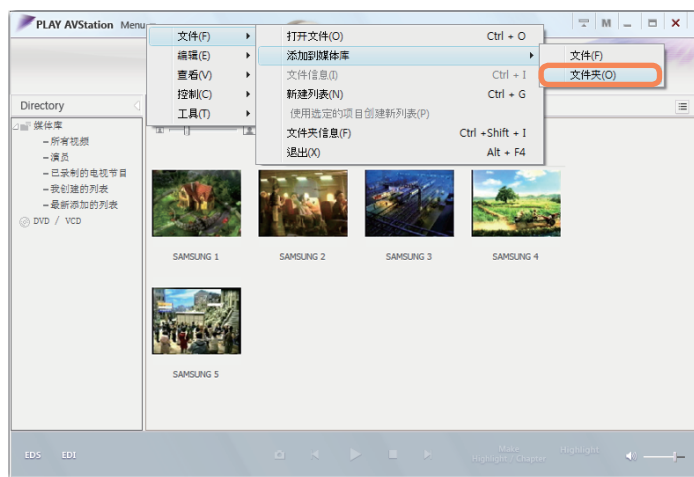 PLAY AVStation Menu
M
文件(F)
编辑(E)
查看(V)
控制(C)
工具(T)
打开文件(O) Ctrl + O
添加到媒体库
文件信息(I) Ctrl + I
新建列表(N) Ctrl + G
使用选定的项目创建新列表(P)
文件夹信息(F) Ctrl +Shift + I
退出(X) Alt + F4
文件(F)
文件夹(O)
Directory
媒体库
所有视频
演员
已录制的电视节目
我创建的列表
最新添加的列表
DVD / VCD
SAMSUNG 1
SAMSUNG 2
SAMSUNG 3
SAMSUNG 4
SAMSUNG 5
EDS EDI
Make
Highlight / Chapter
Highlight